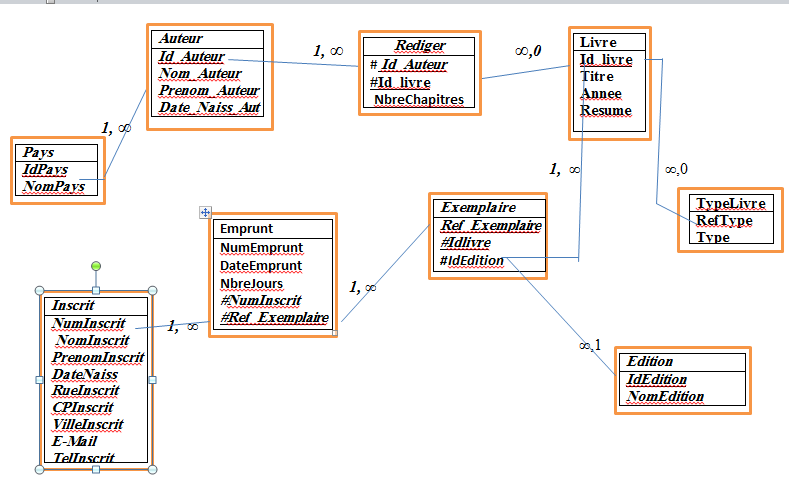 Auteur
Id_Auteur
Nom_Auteur
Prenom_Auteur
Date_Naiss_Aut
1, ∞
Rediger
# Id_Auteur
#Id_livre
NbreChapitres
∞,0
Livre
Id_livre
Titre
Annee
Resume
1, ∞
Pays
IdPays
NomPays
1, ∞
∞,0
TypeLivre
RefType
Type
Exemplaire
Ref_Exemplaire
#Idlivre
#IdEdition
Emprunt
NumEmprunt
DateEmprunt
NbreJours
#NumInscrit
#Ref_Exemplaire
1, ∞
Inscrit
NumInscrit
NomInscrit
PrenomInscrit
DateNaiss
RueInscrit
CPInscrit
VilleInscrit
E-Mail
TelInscrit
1, ∞
∞,1
Edition
IdEdition
NomEdition